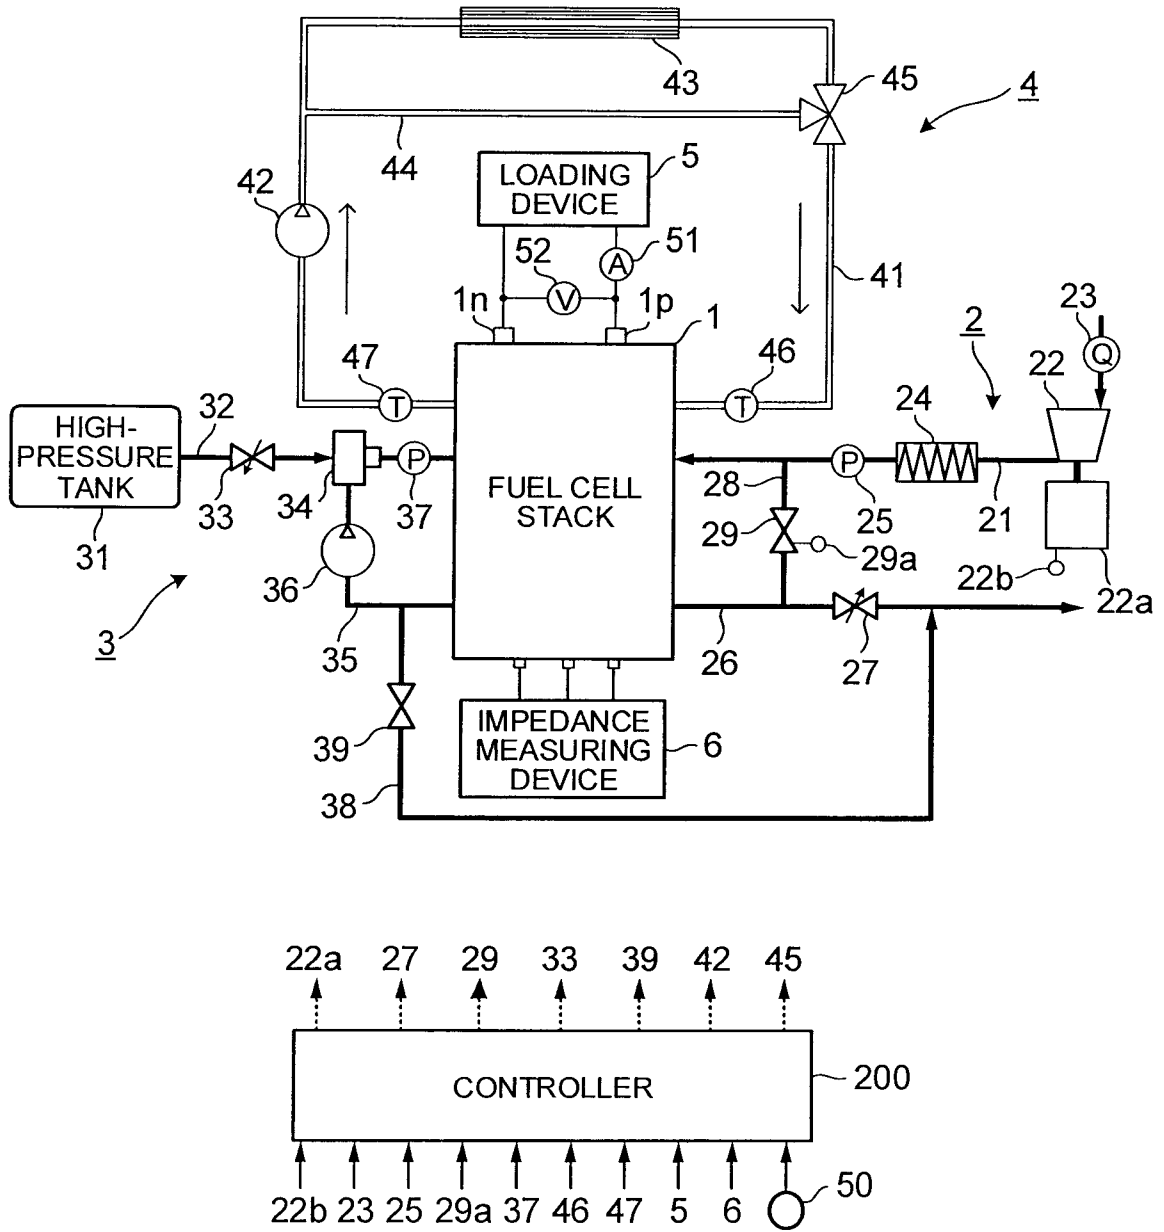 43
45
4
44
LOADING
DEVICE
5
42
A
51
52
V
41
1n
1p
1
2
23
Q
47
46
22
T
T
24
HIGH-
PRESSURE
TANK
32
P
P
FUEL CELL
STACK
28
33
34
37
25
21
31
29
29a
22b
22a
36
3
35
26
27
IMPEDANCE
MEASURING
DEVICE
6
39
38
22a 27 29 33 39 42 45
CONTROLLER
200
22b 23 25 29a 37 46 47 5 6
50